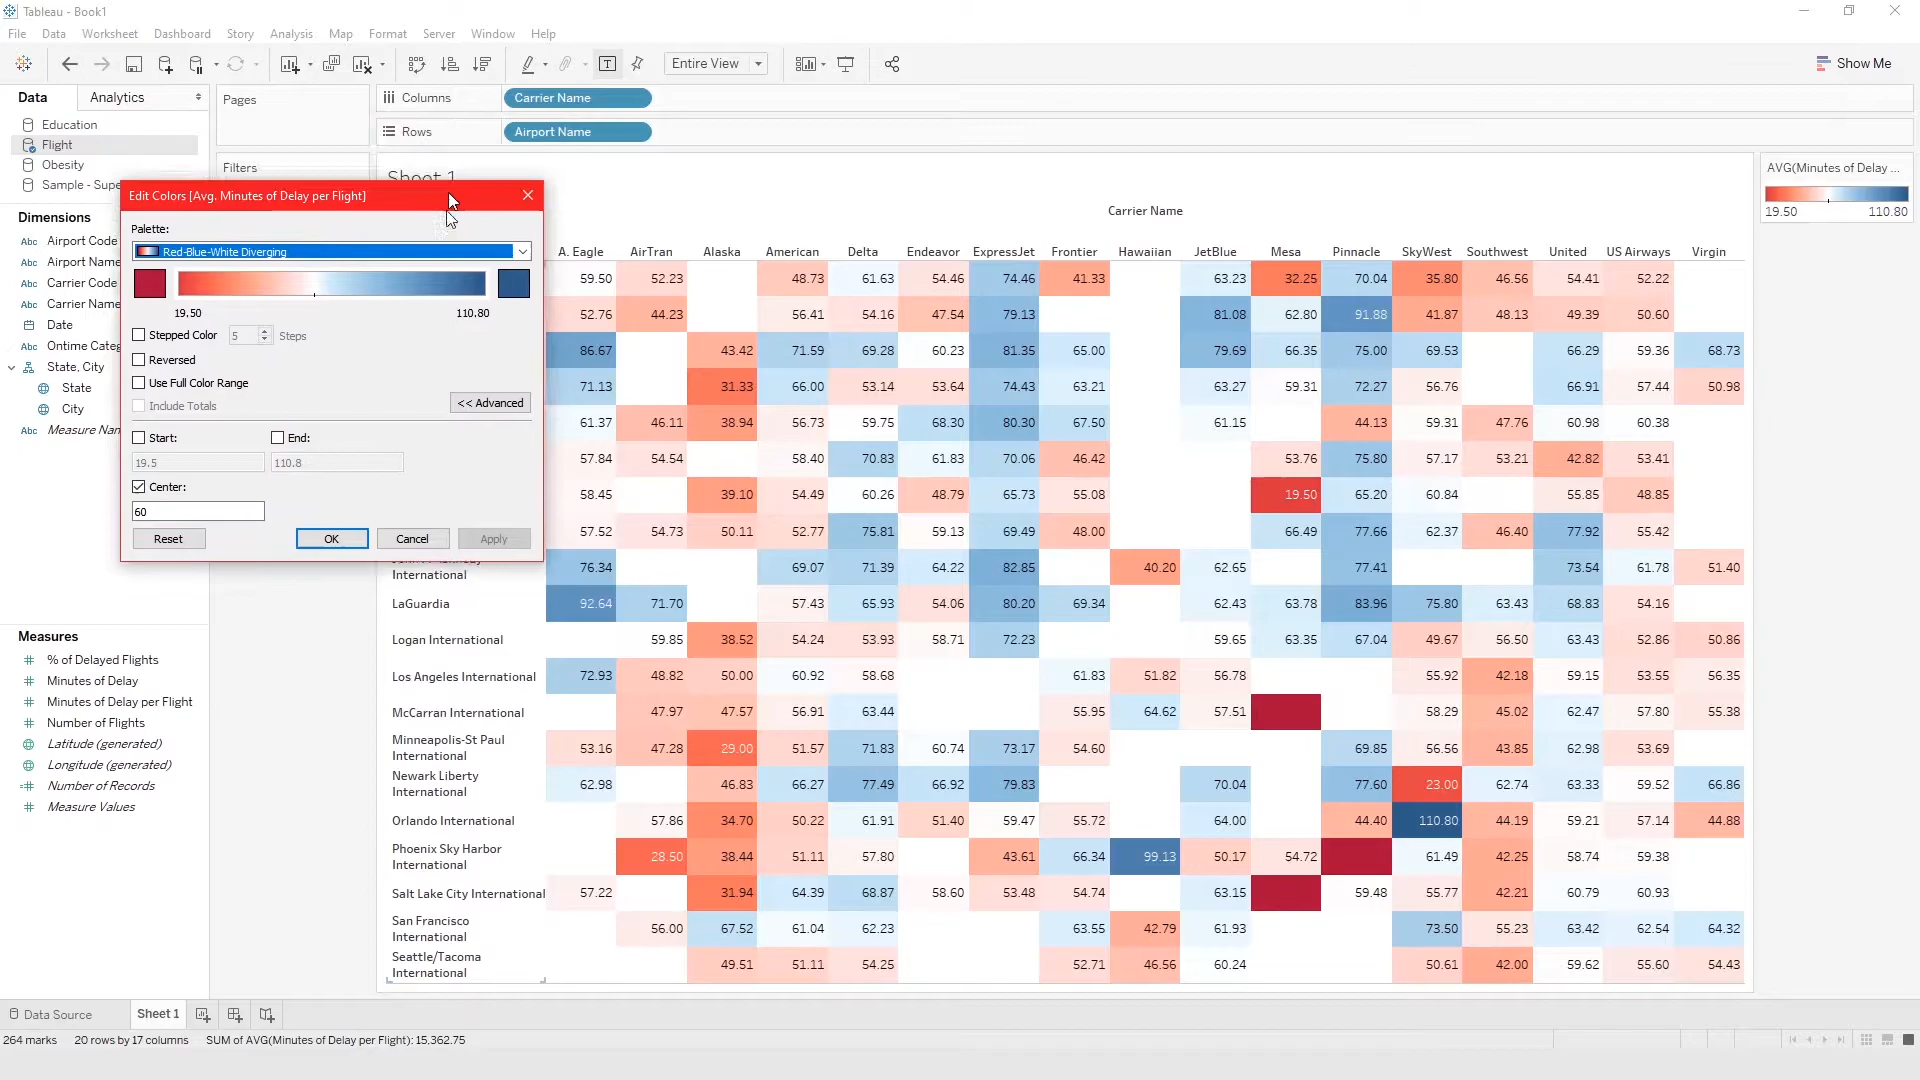 Tableau - Book1
File Data Worksheet Dashboard Story Analysis Map Format Server Window Help
Entire View
Show Me
Data Analytics
Pages
Columns Carrier Name
Rows Airport Name
Education
Flight
Obesity
Sample - Supe
Filters
Sheet 1
AVG(Minutes of Delay ...
19.50 110.80
Edit Colors [Avg. Minutes of Delay per Flight]
Palette:
Red-Blue-White Diverging
19.50 110.80
Stepped Color 5 Steps
Reversed
Use Full Color Range
Include Totals
<< Advanced
Start: End:
19.5 110.8
Center:
60
Reset OK Cancel Apply
Dimensions
Abc Airport Code
Abc Airport Name
Abc Carrier Code
Abc Carrier Name
Date
Abc Ontime Categ
State, City
State
City
Abc Measure Nam
Measures
% of Delayed Flights
Minutes of Delay
Minutes of Delay per Flight
Number of Flights
Latitude (generated)
Longitude (generated)
Number of Records
Measure Values
Carrier Name
A. Eagle AirTran Alaska American Delta Endeavor ExpressJet Frontier Hawaiian JetBlue Mesa Pinnacle SkyWest Southwest United US Airways Virgin
59.50 52.23 48.73 61.63 54.46 74.46 41.33 63.23 32.25 70.04 35.80 46.56 54.41 52.22
52.76 44.23 56.41 54.16 47.54 79.13 81.08 62.80 91.88 41.87 48.13 49.39 50.60
86.67 43.42 71.59 69.28 60.23 81.35 65.00 79.69 66.35 75.00 69.53 66.29 59.36 68.73
71.13 31.33 66.00 53.14 53.64 74.43 63.21 63.27 59.31 72.27 56.76 66.91 57.44 50.98
61.37 46.11 38.94 56.73 59.75 68.30 80.30 67.50 61.15 44.13 59.31 47.76 60.98 60.38
57.84 54.54 58.40 70.83 61.83 70.06 46.42 53.76 75.80 57.17 53.21 42.82 53.41
58.45 39.10 54.49 60.26 48.79 65.73 55.08 19.50 65.20 60.84 55.85 48.85
57.52 54.73 50.11 52.77 75.81 59.13 69.49 48.00 66.49 77.66 62.37 46.40 77.92 55.42
International 76.34 69.07 71.39 64.22 82.85 40.20 62.65 77.41 73.54 61.78 51.40
LaGuardia 92.64 71.70 57.43 65.93 54.06 80.20 69.34 62.43 63.78 83.96 75.80 63.43 68.83 54.16
Logan International 59.85 38.52 54.24 53.93 58.71 72.23 59.65 63.35 67.04 49.67 56.50 63.43 52.86 50.86
Los Angeles International 72.93 48.82 50.00 60.92 58.68 61.83 51.82 56.78 55.92 42.18 59.15 53.55 56.35
McCarran International 47.97 47.57 56.91 63.44 55.95 64.62 57.51 58.29 45.02 62.47 57.80 55.38
Minneapolis-St Paul
International 53.16 47.28 29.00 51.57 71.83 60.74 73.17 54.60 69.85 56.56 43.85 62.98 53.69
Newark Liberty
International 62.98 46.83 66.27 77.49 66.92 79.83 70.04 77.60 23.00 62.74 63.33 59.52 66.86
Orlando International 57.86 34.70 50.22 61.91 51.40 59.47 55.72 64.00 44.40 110.80 44.19 59.21 57.14 44.88
Phoenix Sky Harbor
International 28.50 38.44 51.11 57.80 43.61 66.34 99.13 50.17 54.72 61.49 42.25 58.74 59.38
Salt Lake City International 57.22 31.94 64.39 68.87 58.60 53.48 54.74 63.15 59.48 55.77 42.21 60.79 60.93
San Francisco
International 56.00 67.52 61.04 62.23 63.55 42.79 61.93 73.50 55.23 63.42 62.54 64.32
Seattle/Tacoma
International 49.51 51.11 54.25 52.71 46.56 60.24 50.61 42.00 59.62 55.60 54.43
Data Source Sheet 1
264 marks 20 rows by 17 columns SUM of AVG(Minutes of Delay per Flight): 15,362.75